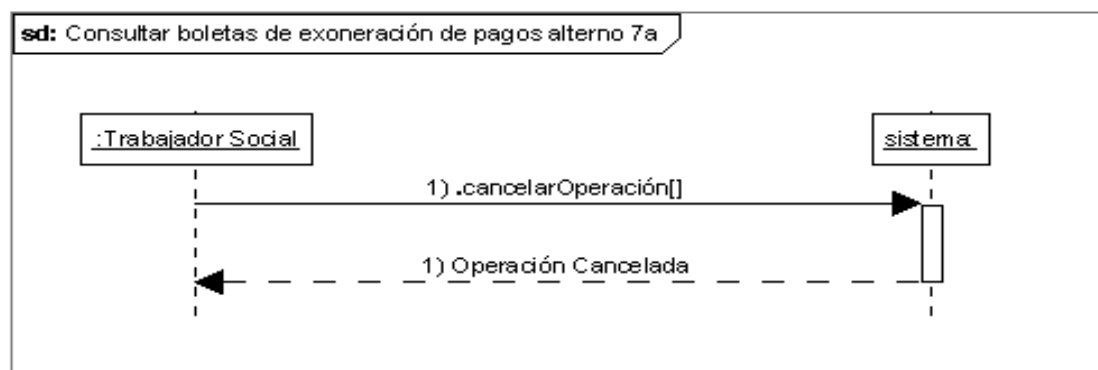 sd: Consultar boletas de exoneración de pagos alterno 7a
:Trabajador Social
sistema:
1) .cancelarOperación[]
1) Operación Cancelada